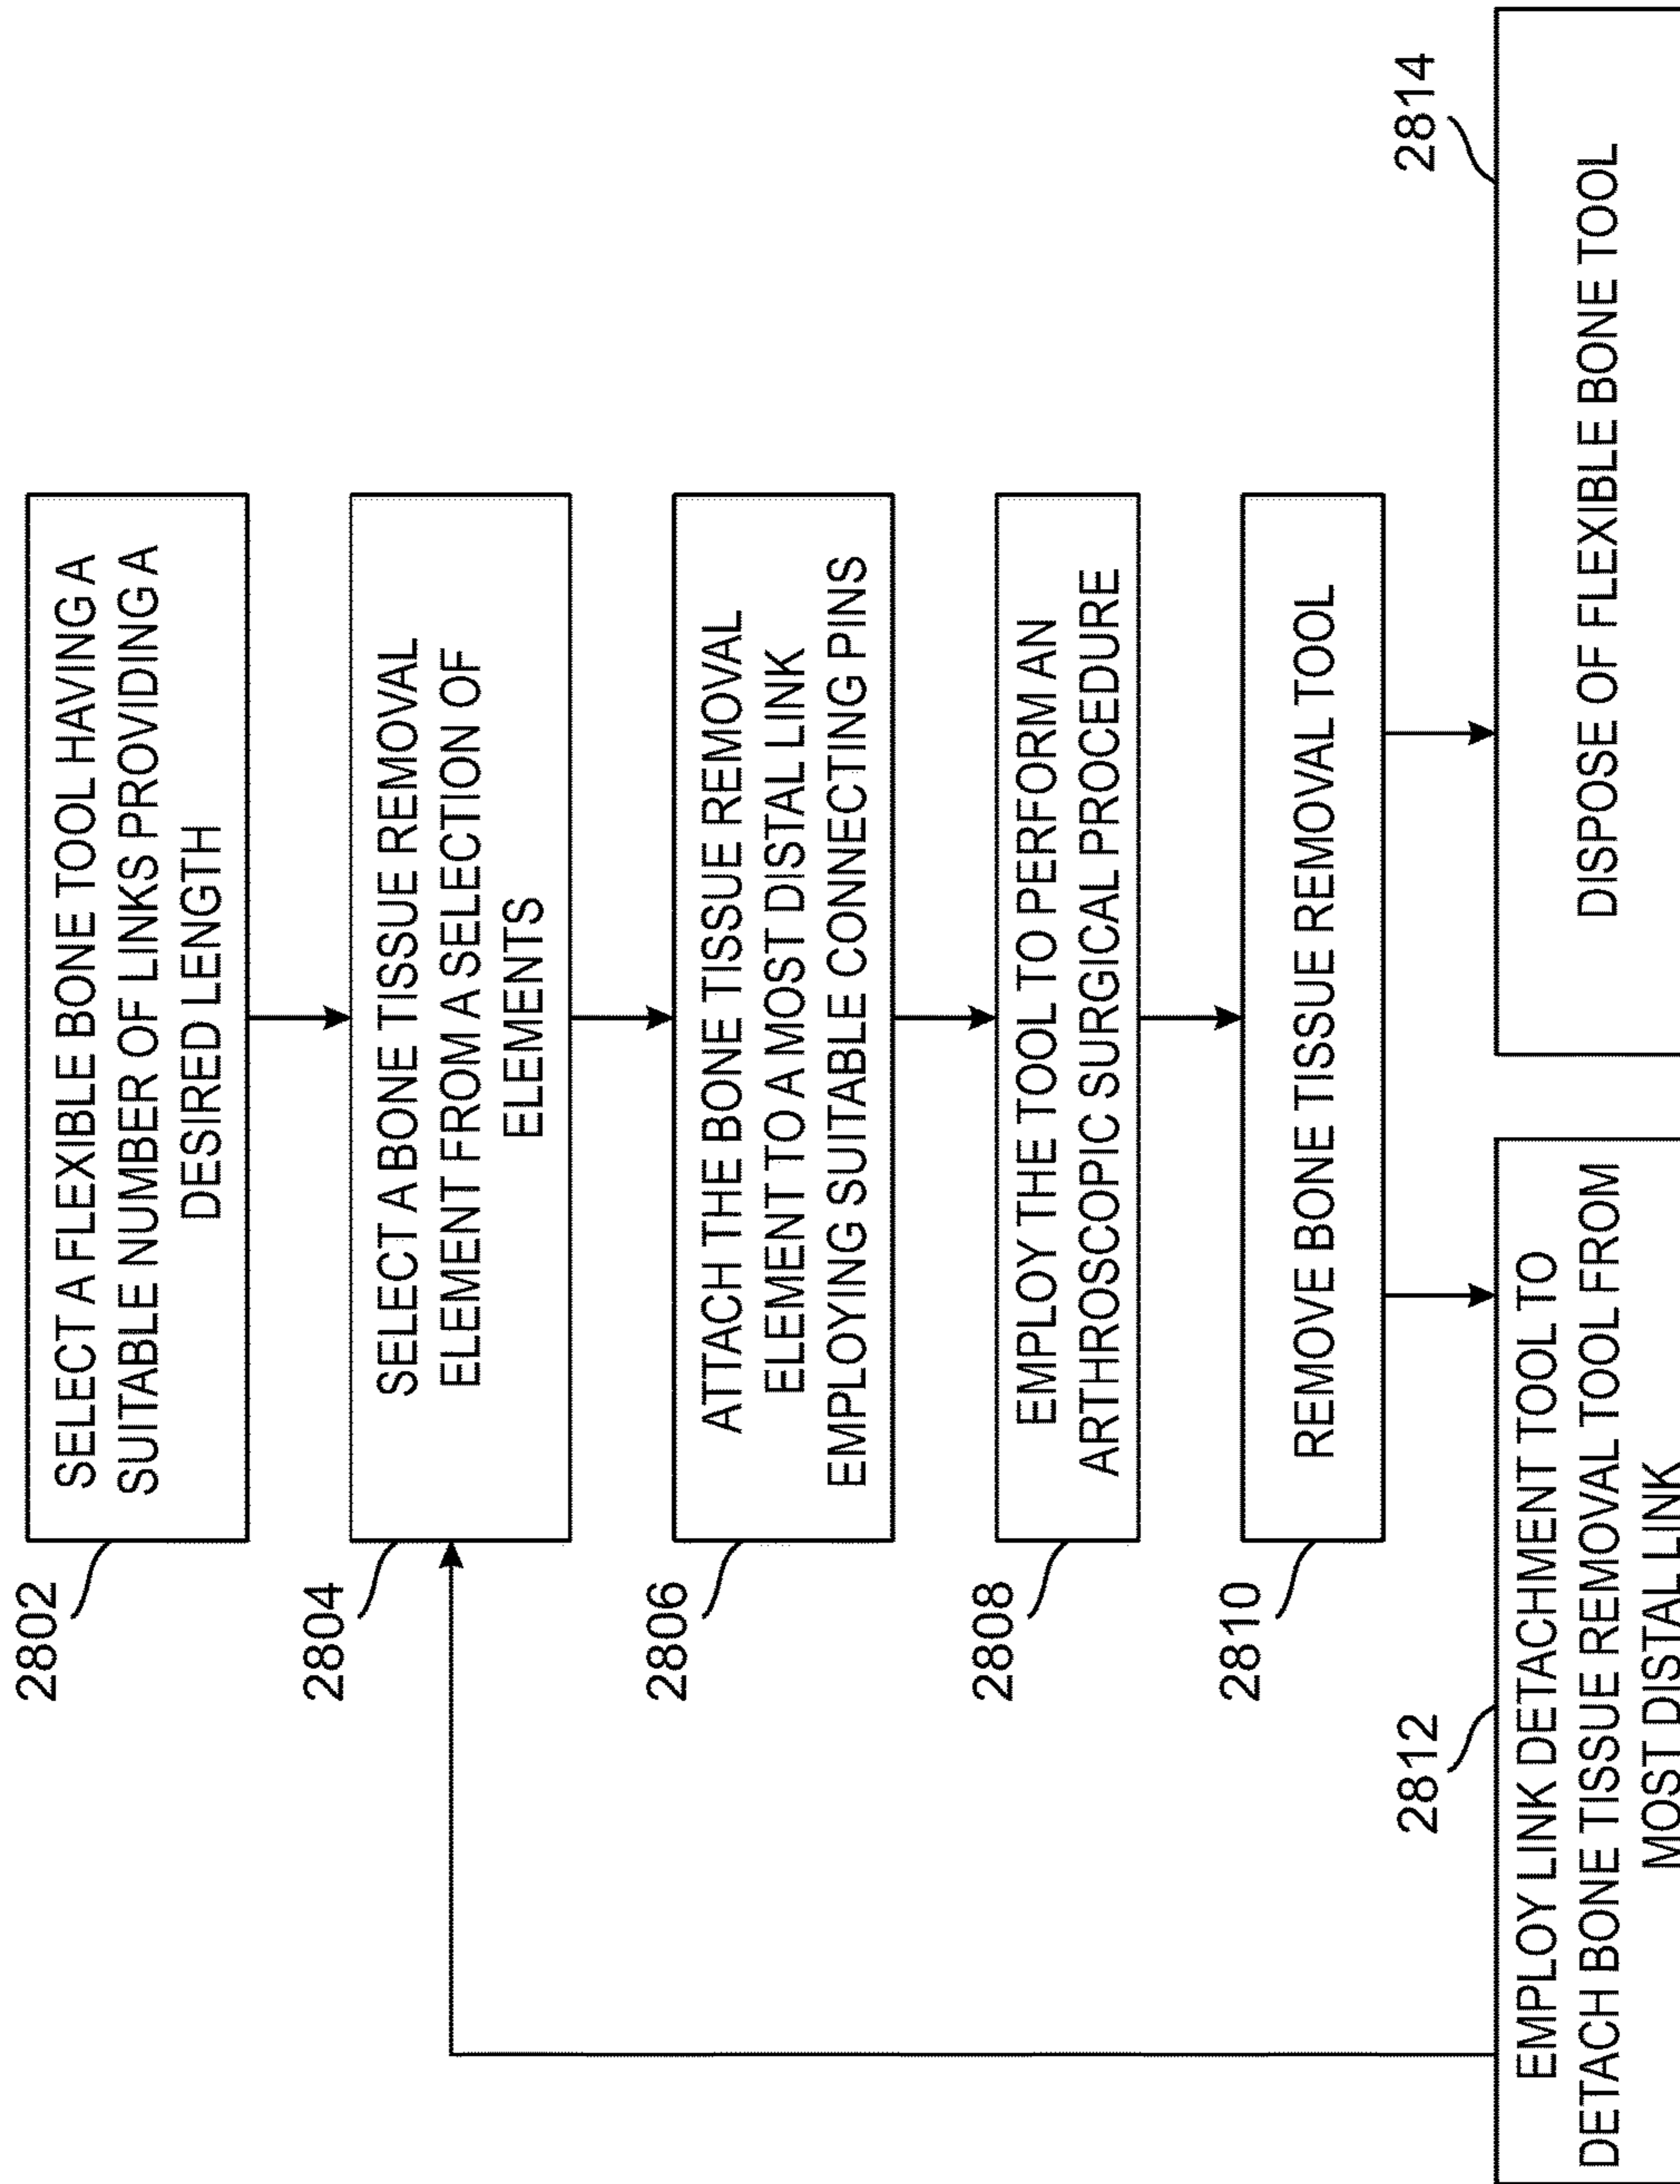 2802
SELECT A FLEXIBLE BONE TOOL HAVING A
SUITABLE NUMBER OF LINKS PROVIDING A
DESIRED LENGTH
2804
SELECT A BONE TISSUE REMOVAL
ELEMENT FROM A SELECTION OF
ELEMENTS
2806
ATTACH THE BONE TISSUE REMOVAL
ELEMENT TO A MOST DISTAL LINK
EMPLOYING SUITABLE CONNECTING PINS
2808
EMPLOY THE TOOL TO PERFORM AN
ARTHROSCOPIC SURGICAL PROCEDURE
2810
REMOVE BONE TISSUE REMOVAL TOOL
2812
EMPLOY LINK DETACHMENT TOOL TO
DETACH BONE TISSUE REMOVAL TOOL FROM
MOST DISTAL LINK
2814
DISPOSE OF FLEXIBLE BONE TOOL